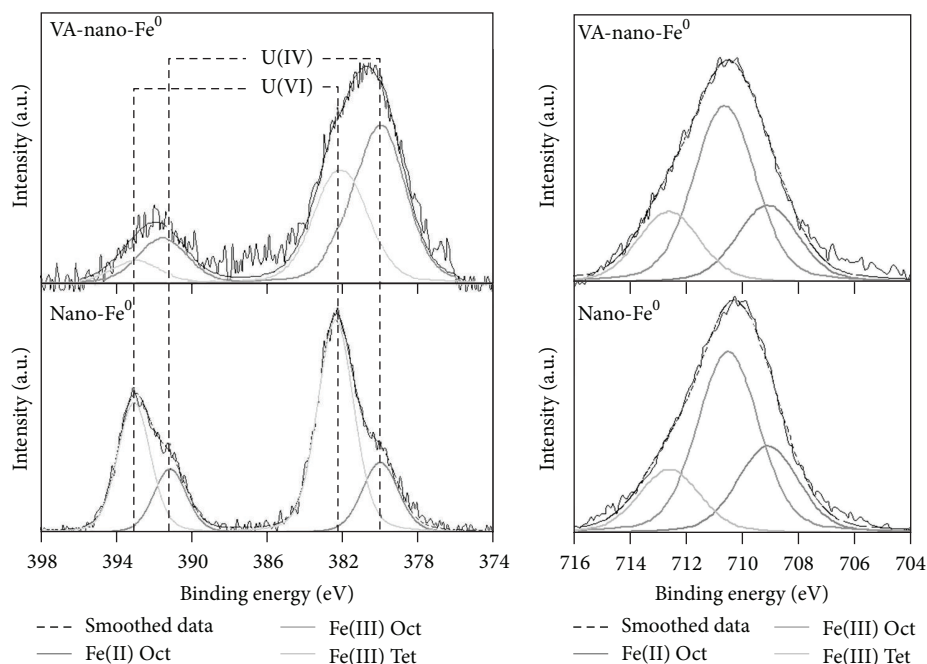 VA-nano-Fe⁰
U(IV)
U(VI)
Intensity (a.u.)
Nano-Fe⁰
Intensity (a.u.)
398 394 390 386 382 378 374
Binding energy (eV)
Smoothed data
Fe(II) Oct
Fe(III) Oct
Fe(III) Tet
VA-nano-Fe⁰
Intensity (a.u.)
Nano-Fe⁰
Intensity (a.u.)
716 714 712 710 708 706 704
Binding energy (eV)
Smoothed data
Fe(II) Oct
Fe(III) Oct
Fe(III) Tet